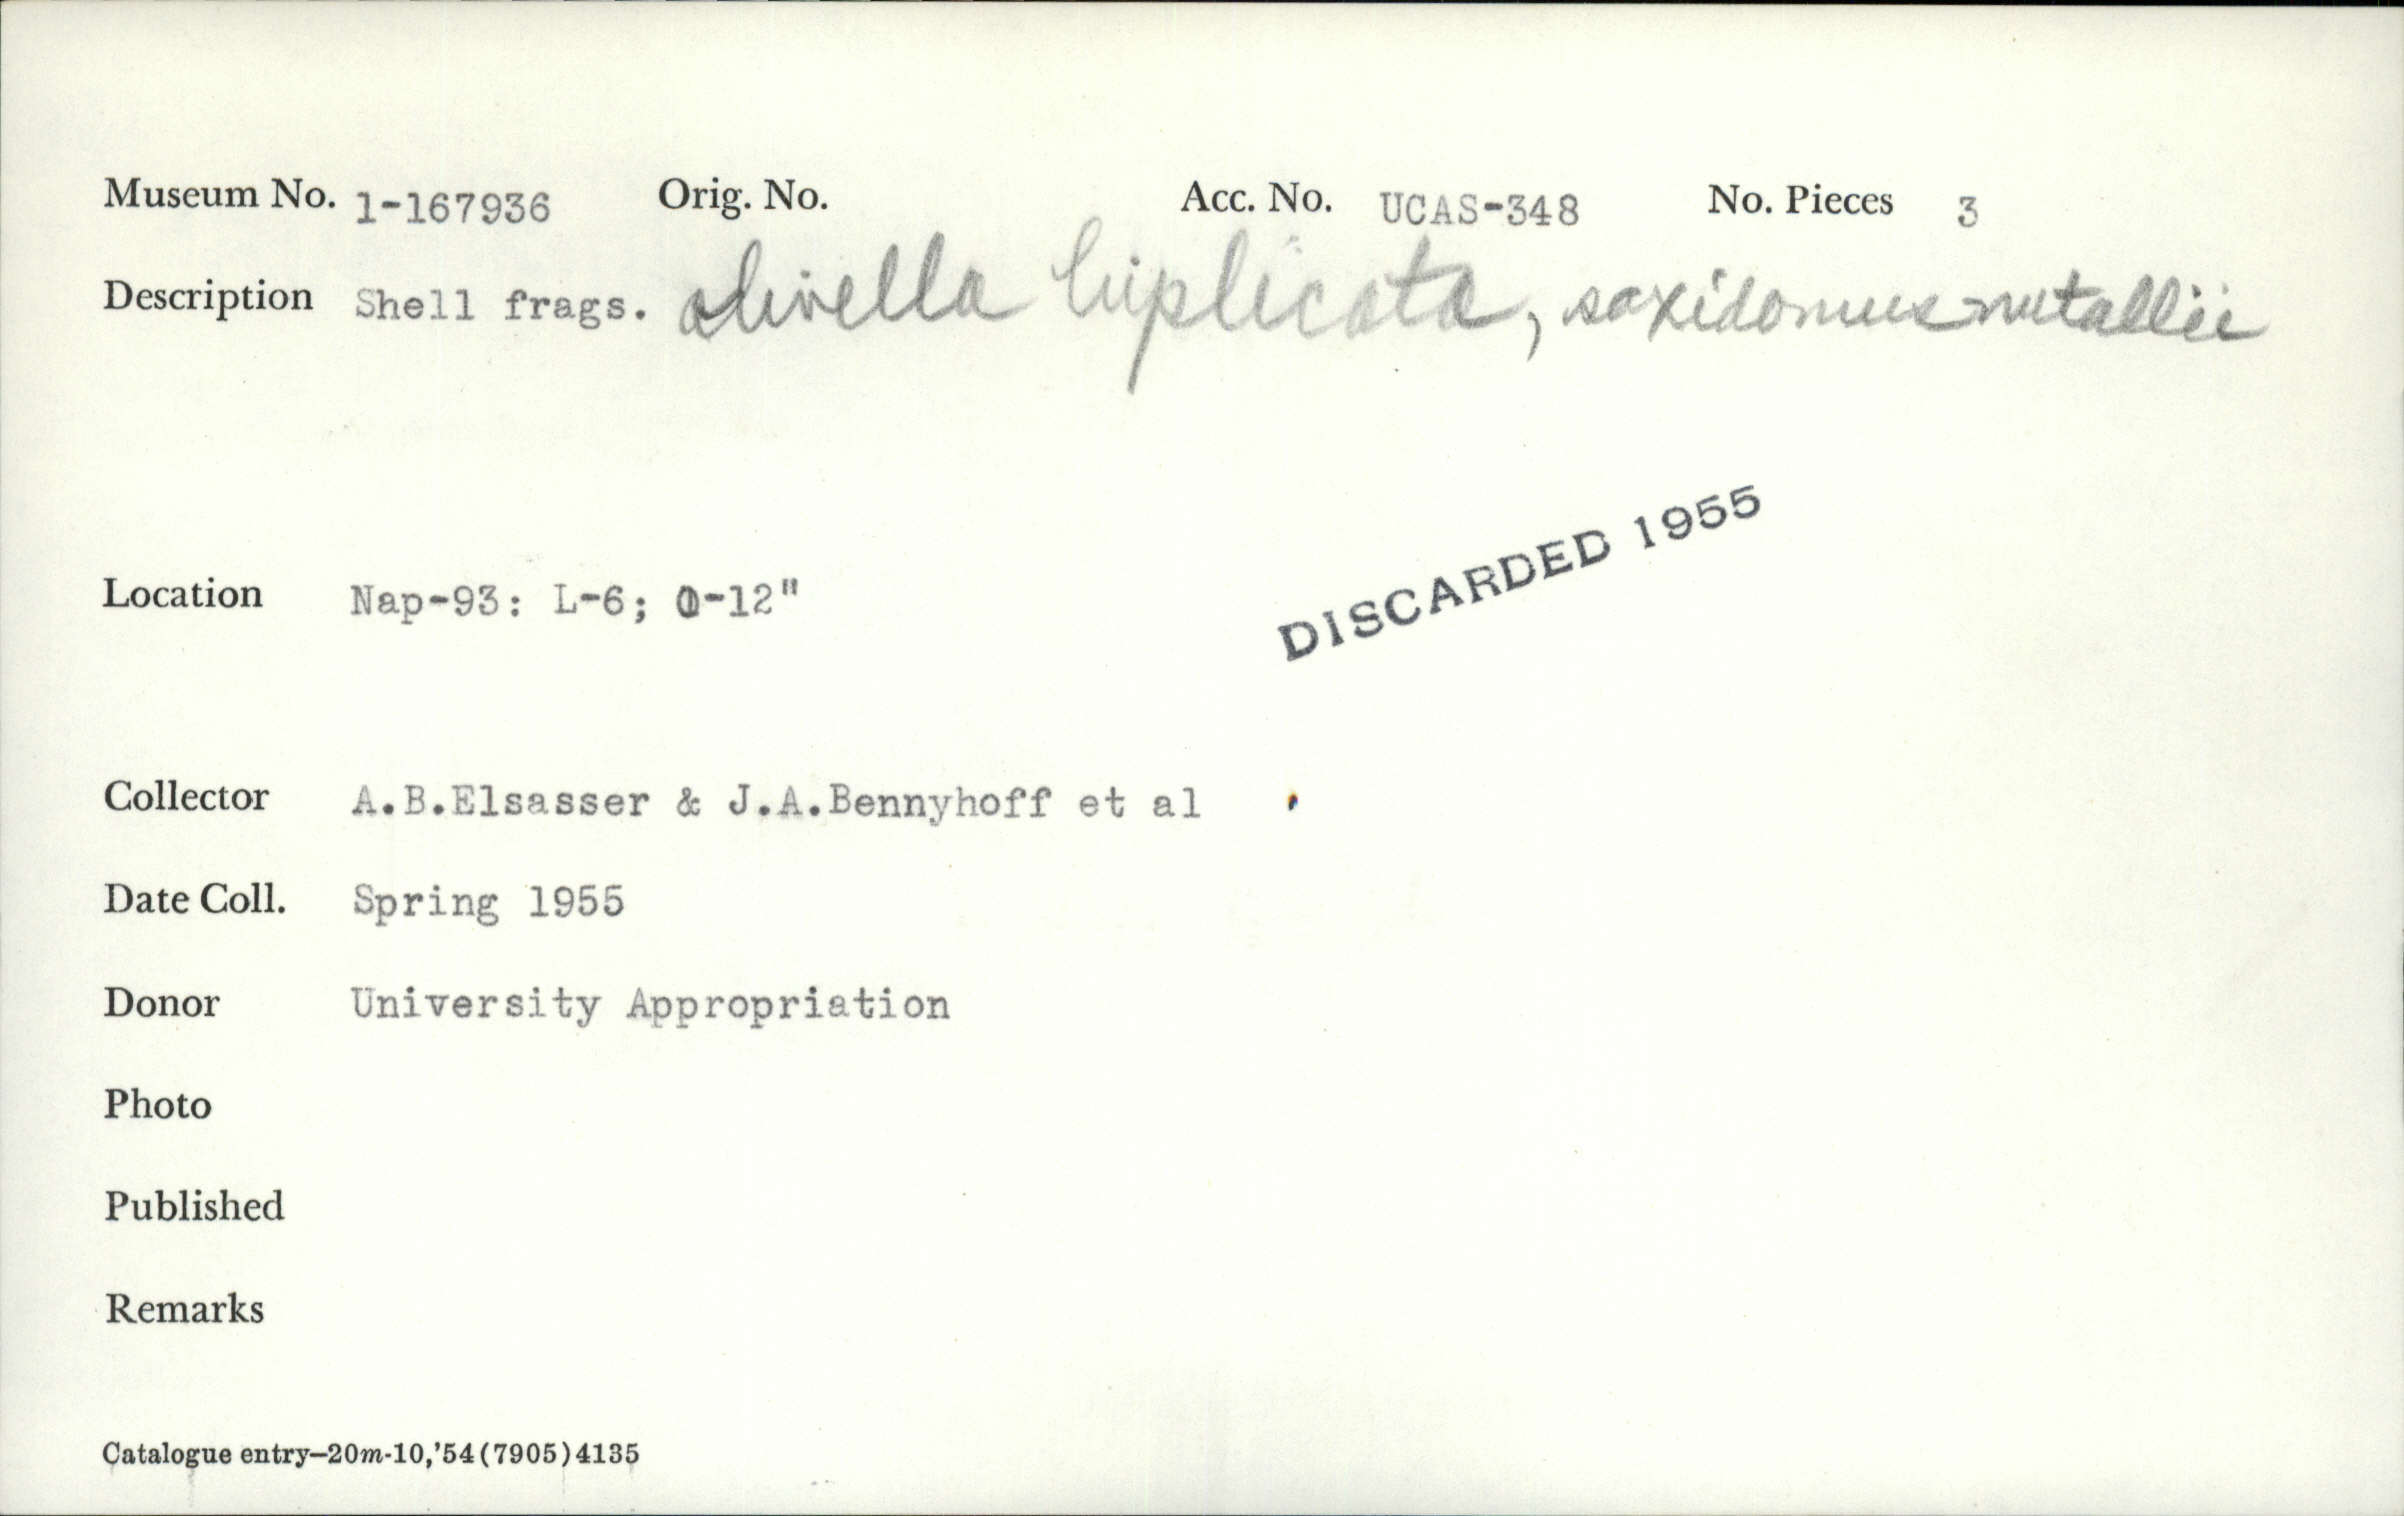 Museum No. 1-167936 Orig. No. Acc. No. UCAS-348 No. Pieces 3
Description Shell frags. olivella biplicata, saxidomus nutallii
DISCARDED 1955
Location Nap-93: L-6; 0-12"
Collector A.B.Elsasser & J.A.Bennyhoff et al
Date Coll. Spring 1955
Donor University Appropriation
Photo
Published
Remarks
Catalogue entry—20m-10,'54(7905)4135